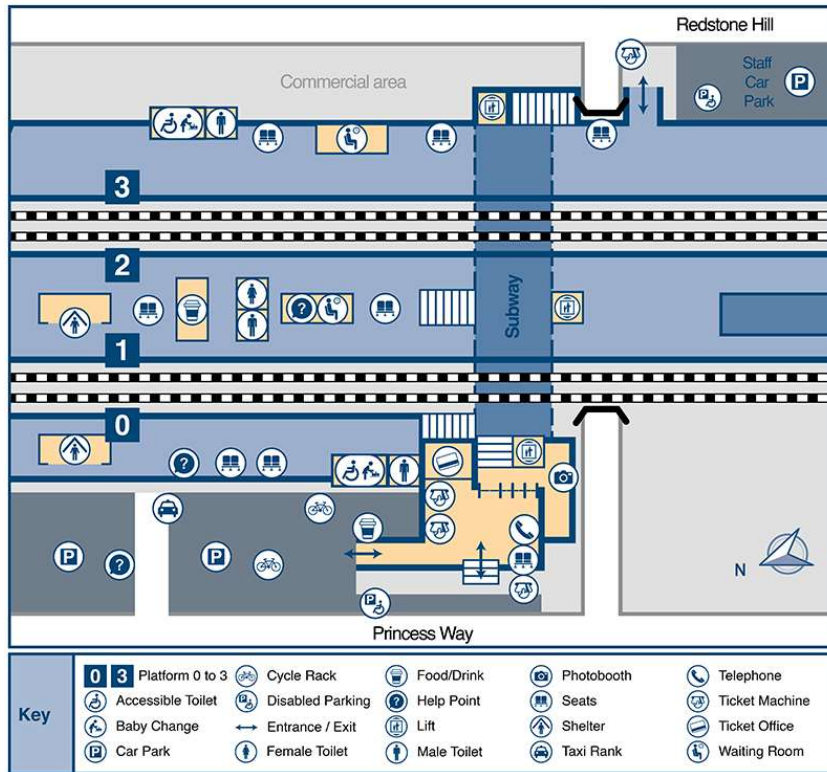 Redstone Hill
Commercial area
Staff
Car
Park
P
P
3
2
Subway
1
0
P
P
P
N
Princess Way
Key
0 3 Platform 0 to 3
Accessible Toilet
Baby Change
P Car Park
Cycle Rack
P Disabled Parking
Entrance / Exit
Female Toilet
Food/Drink
? Help Point
Lift
Male Toilet
Photobooth
Seats
Shelter
Taxi Rank
Telephone
Ticket Machine
Ticket Office
Waiting Room